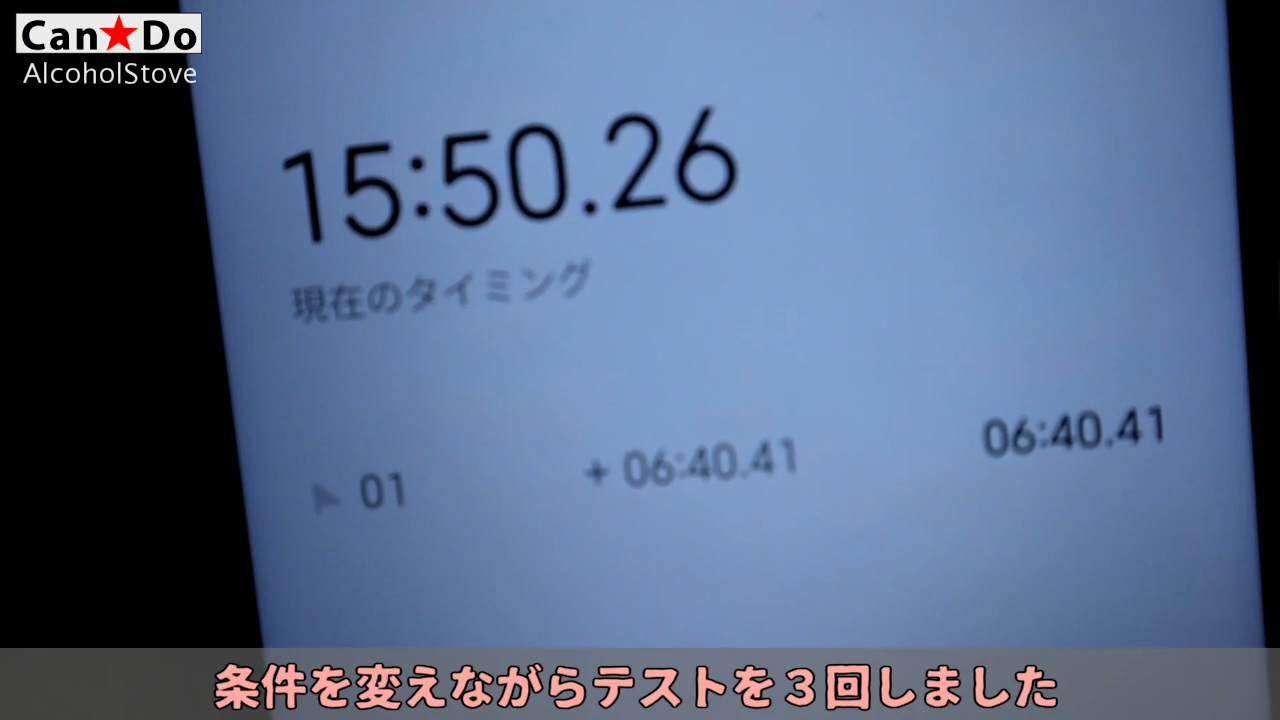 Can★Do
AlcoholStove
15:50.26
現在のタイミング
01 + 06:40.41 06:40.41
条件を変えながらテストを３回しました